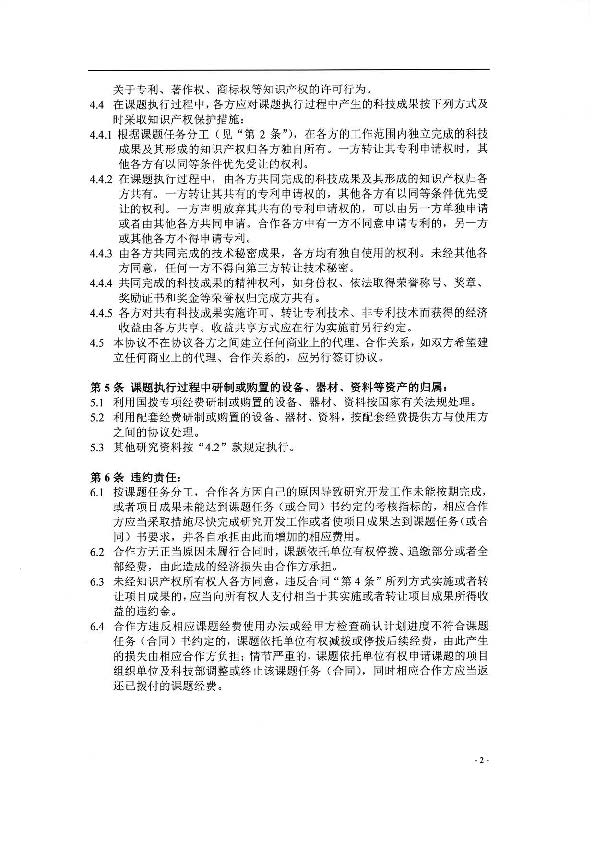 关于专利、著作权、商标权等知识产权的许可行为。
4.4 在课题执行过程中,各方应对课题执行过程中产生的科技成果按下列方式及
时采取知识产权保护措施:
4.4.1 根据课题任务分工(见“第 2 条”),在各方的工作范围内独立完成的科技
成果及其形成的知识产权归各方独自所有。一方转让其专利申请权时,其
他各方有以同等条件优先受让的权利。
4.4.2 在课题执行过程中,由各方共同完成的科技成果及其形成的知识产权归各
方共有。一方转让其共有的专利申请权的,其他各方有以同等条件优先受
让的权利。一方声明放弃其共有的专利申请权的,可以由另一方单独申请
或者由其他各方共同申请。合作各方中有一方不同意申请专利的,另一方
或其他各方不得申请专利。
4.4.3 由各方共同完成的技术秘密成果,各方均有独自使用的权利。未经其他各
方同意,任何一方不得向第三方转让技术秘密。
4.4.4 共同完成的科技成果的精神权利,如身份权、依法取得荣誉称号、奖章、
奖励证书和奖金等荣誉权归完成方共有。
4.4.5 各方对共有科技成果实施许可、转让专利技术、非专利技术而获得的经济
收益由各方共享。收益共享方式应在行为实施前另行约定。
4.5 本协议不在协议各方之间建立任何商业上的代理、合作关系,如双方希望建
立任何商业上的代理、合作关系的,应另行签订协议。
第 5 条 课题执行过程中研制或购置的设备、器材、资料等资产的归属:
5.1 利用国拨专项经费研制或购置的设备、器材、资料按国家有关法规处理。
5.2 利用配套经费研制或购置的设备、器材、资料,按配套经费提供方与使用方
之间的协议处理。
5.3 其他研究资料按“4.2”款规定执行。
第 6 条 违约责任:
6.1 按课题任务分工,合作各方因自己的原因导致研究开发工作未能按期完成,
或者项目成果未能达到课题任务(或合同)书约定的考核指标的,相应合作
方应当采取措施尽快完成研究开发工作或者使项目成果达到课题任务(或合
同)书要求,并各自承担由此而增加的相应费用。
6.2 合作方无正当原因未履行合同时,课题依托单位有权停拨、追缴部分或者全
部经费,由此造成的经济损失由合作方承担。
6.3 未经知识产权所有权人各方同意,违反合同“第 4 条”所列方式实施或者转
让项目成果的,应当向所有权人支付相当于其实施或者转让项目成果所得收
益的违约金。
6.4 合作方违反相应课题经费使用办法或经甲方检查确认计划进度不符合课题
任务(合同)书约定的,课题依托单位有权减拨或停拨后续经费,由此产生
的损失由相应合作方负担;情节严重的,课题依托单位有权申请课题的项目
组织单位及科技部调整或终止该课题任务(合同),同时相应合作方应当返
还已拨付的课题经费。
- 2 -